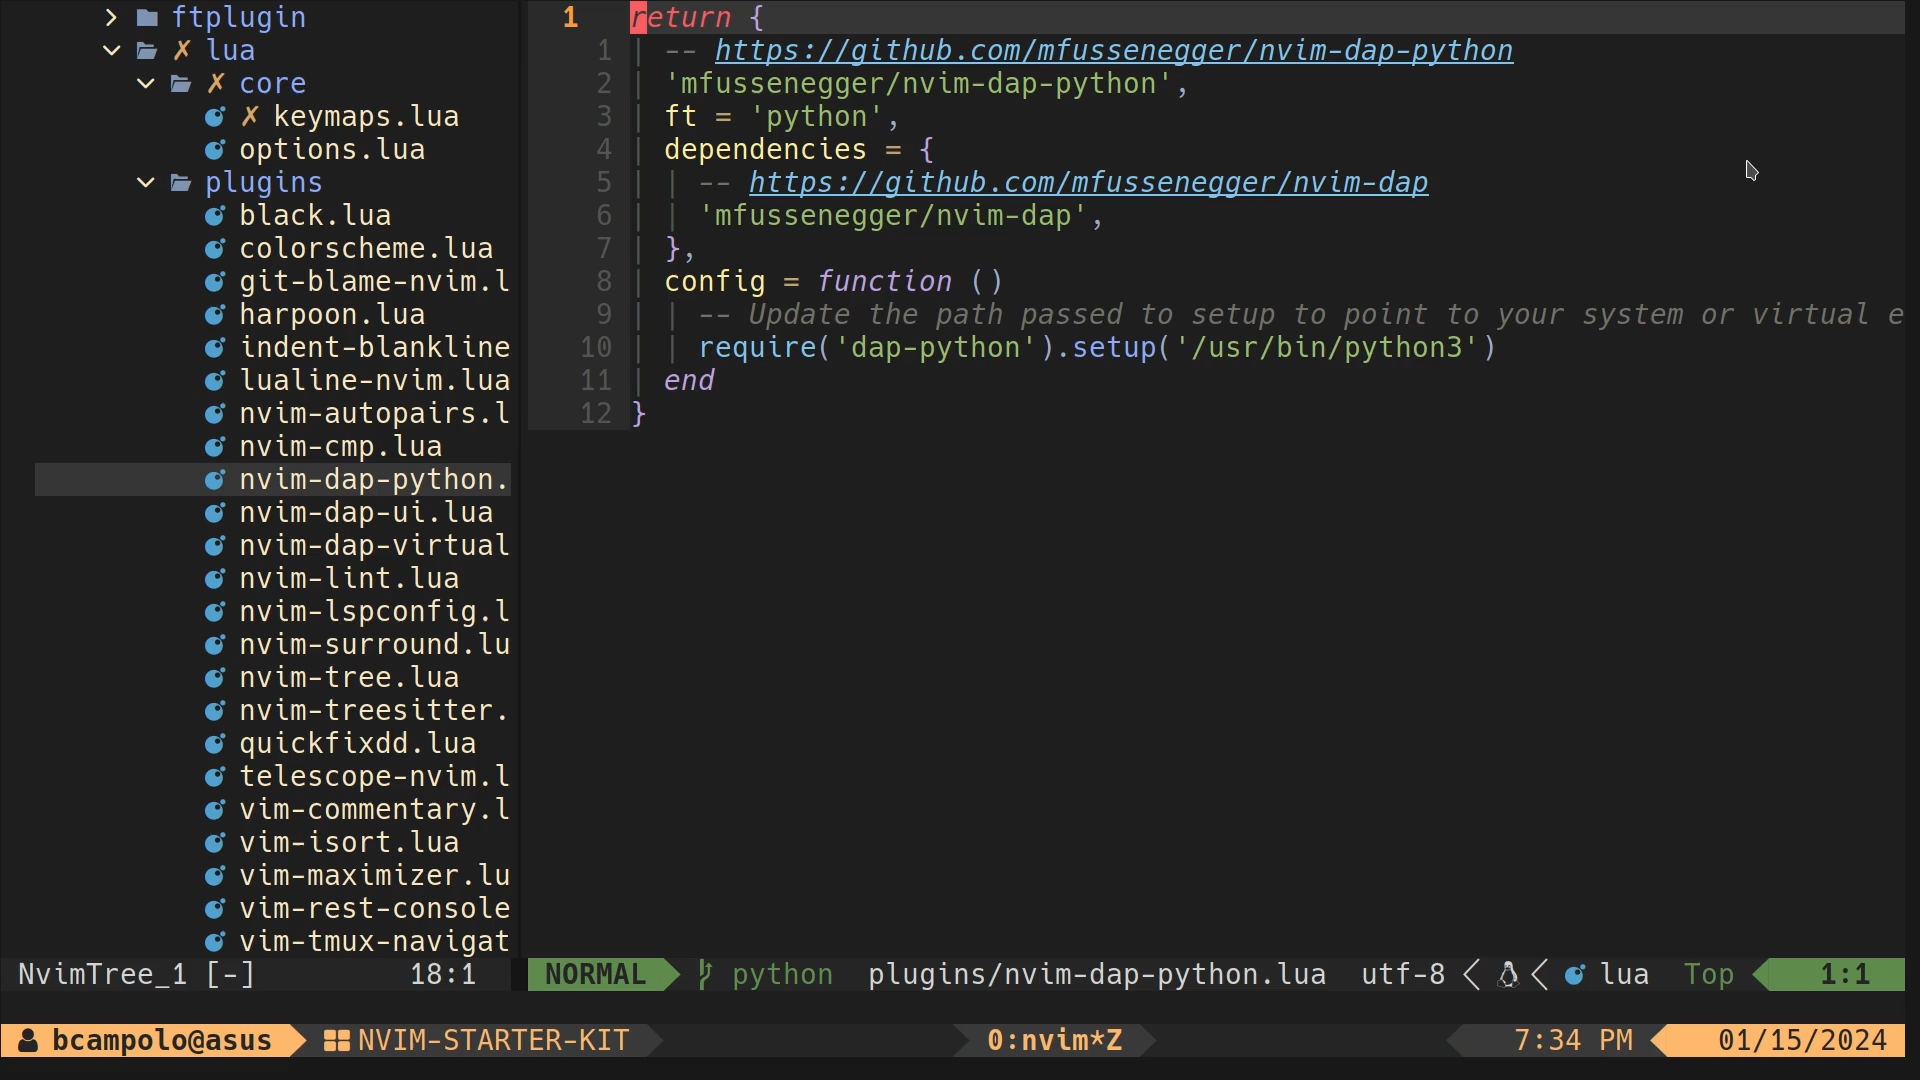 ftplugin
✗ lua
✗ core
✗ keymaps.lua
options.lua
plugins
black.lua
colorscheme.lua
git-blame-nvim.l
harpoon.lua
indent-blankline
lualine-nvim.lua
nvim-autopairs.l
nvim-cmp.lua
nvim-dap-python.
nvim-dap-ui.lua
nvim-dap-virtual
nvim-lint.lua
nvim-lspconfig.l
nvim-surround.lu
nvim-tree.lua
nvim-treesitter.
quickfixdd.lua
telescope-nvim.l
vim-commentary.l
vim-isort.lua
vim-maximizer.lu
vim-rest-console
vim-tmux-navigat
NvimTree_1 [-] 18:1
1 return {
1 -- https://github.com/mfussenegger/nvim-dap-python
2 'mfussenegger/nvim-dap-python',
3 ft = 'python',
4 dependencies = {
5 -- https://github.com/mfussenegger/nvim-dap
6 'mfussenegger/nvim-dap',
7 },
8 config = function ()
9 -- Update the path passed to setup to point to your system or virtual e
10 require('dap-python').setup('/usr/bin/python3')
11 end
12 }
NORMAL python plugins/nvim-dap-python.lua utf-8 lua Top 1:1
bcampolo@asus NVIM-STARTER-KIT 0:nvim*Z 7:34 PM 01/15/2024